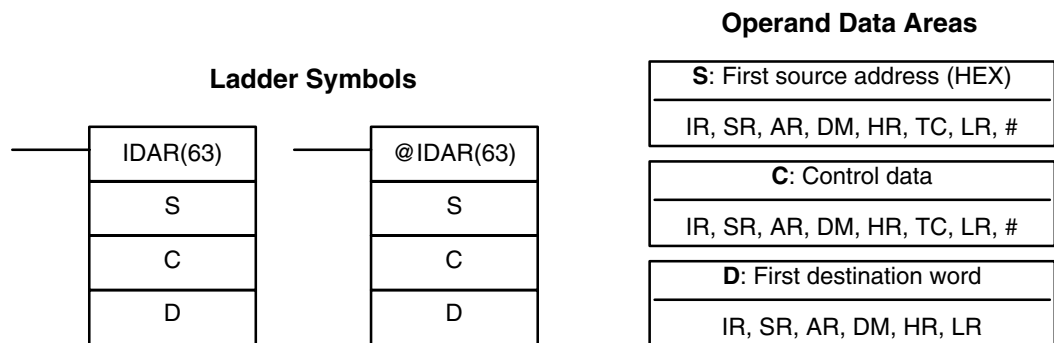 Ladder Symbols
IDAR(63)
S
C
D
@IDAR(63)
S
C
D
Operand Data Areas
S: First source address (HEX)
IR, SR, AR, DM, HR, TC, LR, #
C: Control data
IR, SR, AR, DM, HR, TC, LR, #
D: First destination word
IR, SR, AR, DM, HR, LR